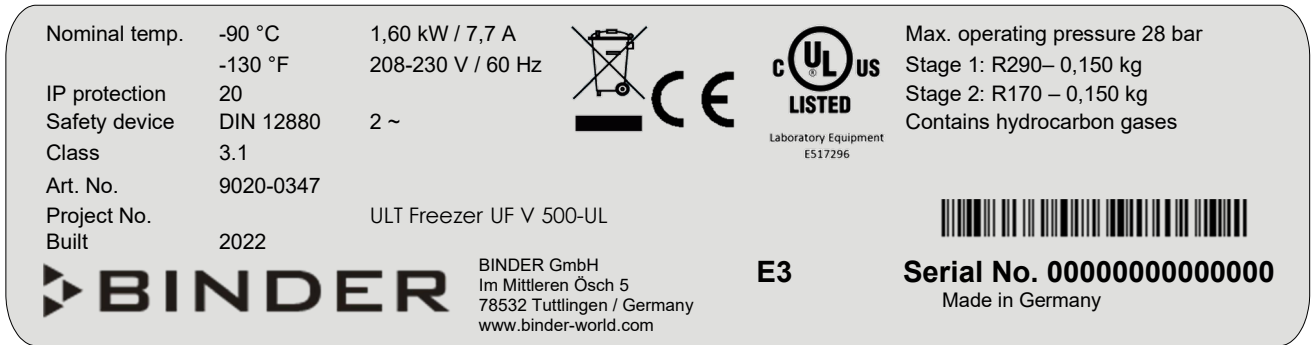 Nominal temp. -90 °C 1,60 kW / 7,7 A
-130 °F 208-230 V / 60 Hz
IP protection 20
Safety device DIN 12880 2 ~
Class 3.1
Art. No. 9020-0347
Project No. ULT Freezer UF V 500-UL
Built 2022
CE
C UL US
®
LISTED
Laboratory Equipment
E517296
Max. operating pressure 28 bar
Stage 1: R290– 0,150 kg
Stage 2: R170 – 0,150 kg
Contains hydrocarbon gases
BINDER
BINDER GmbH
Im Mittleren Ösch 5
78532 Tuttlingen / Germany
www.binder-world.com
E3
Serial No. 00000000000000
Made in Germany